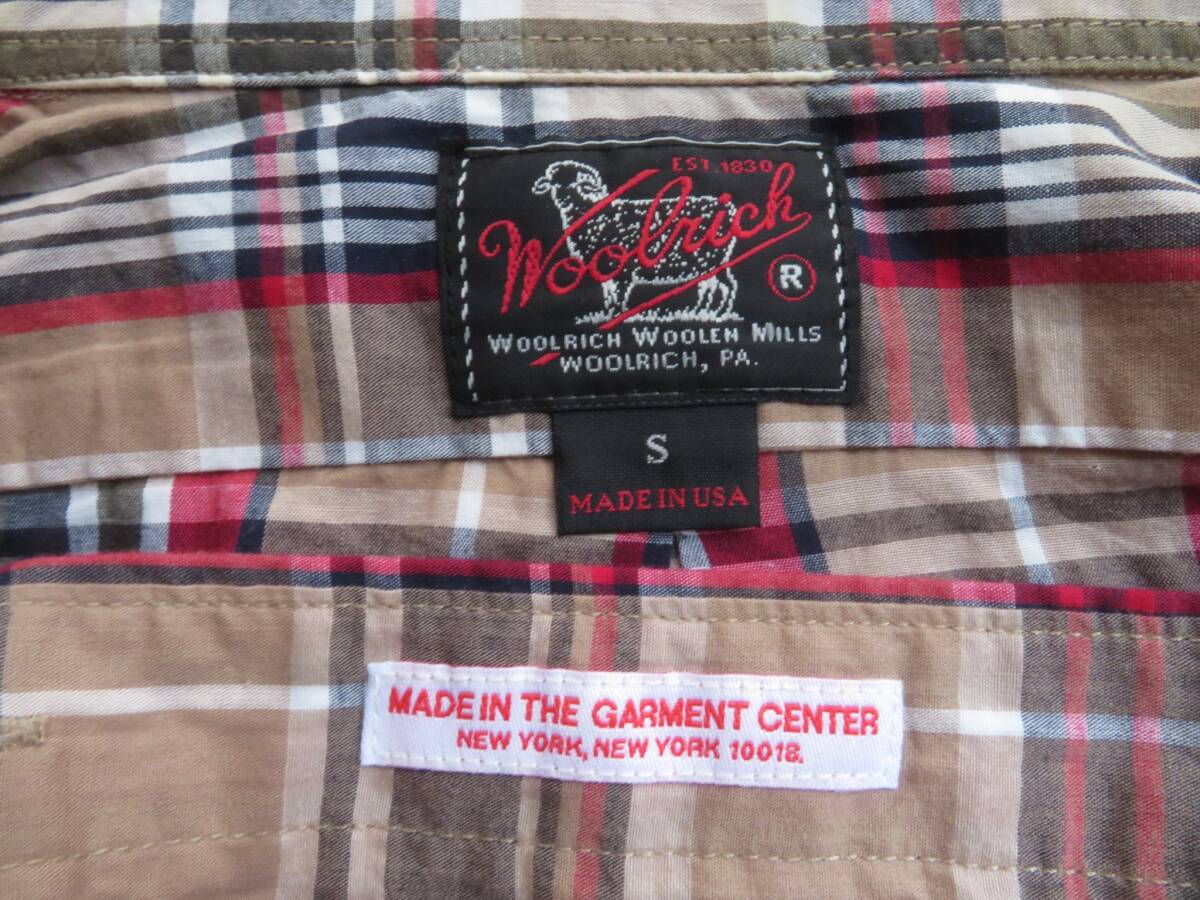 EST. 1830
Woolrich
®
WOOLRICH WOOLEN MILLS
WOOLRICH, PA.
S
MADE IN USA
MADE IN THE GARMENT CENTER
NEW YORK, NEW YORK 10018.